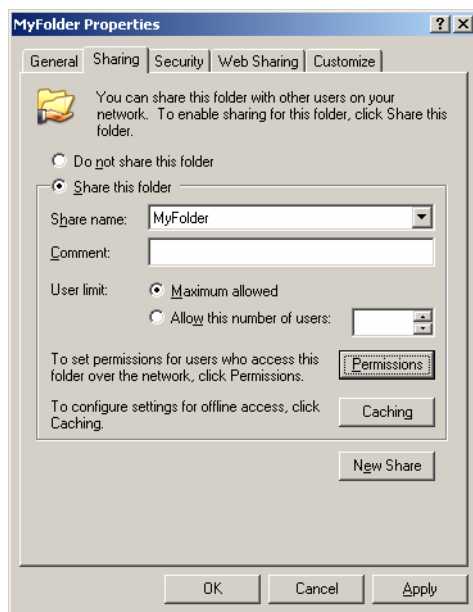 MyFolder Properties
General Sharing Security Web Sharing Customize
You can share this folder with other users on your
network. To enable sharing for this folder, click Share this
folder.
Do not share this folder
Share this folder
Share name: MyFolder
Comment:
User limit: Maximum allowed
Allow this number of users:
To set permissions for users who access this
folder over the network, click Permissions.
Permissions
To configure settings for offline access, click
Caching.
Caching
New Share
OK Cancel Apply